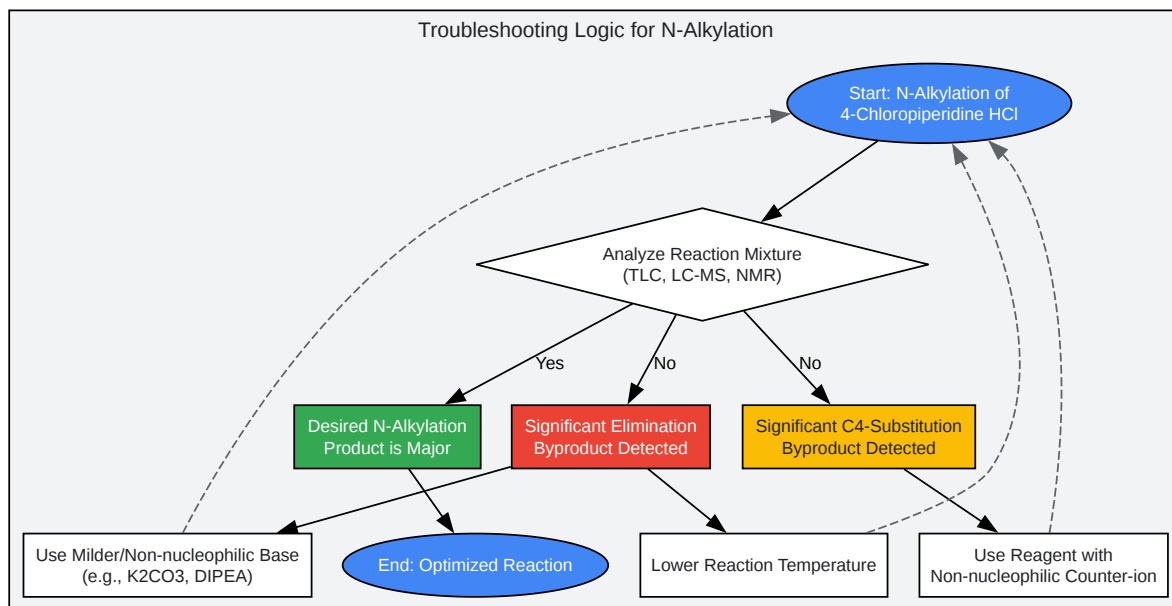 Troubleshooting Logic for N-Alkylation
Start: N-Alkylation of
4-Chloropiperidine HCl
Analyze Reaction Mixture
(TLC, LC-MS, NMR)
Yes
No
No
Desired N-Alkylation
Product is Major
Significant Elimination
Byproduct Detected
Significant C4-Substitution
Byproduct Detected
Use Milder/Non-nucleophilic Base
(e.g., K2CO3, DIPEA)
End: Optimized Reaction
Lower Reaction Temperature
Use Reagent with
Non-nucleophilic Counter-ion